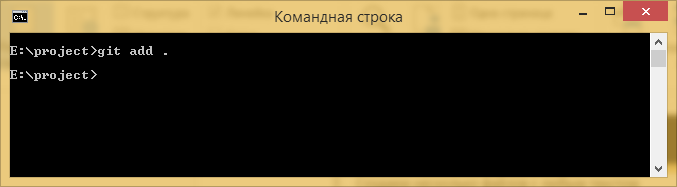 Командная строка
E:\project>git add .
E:\project>